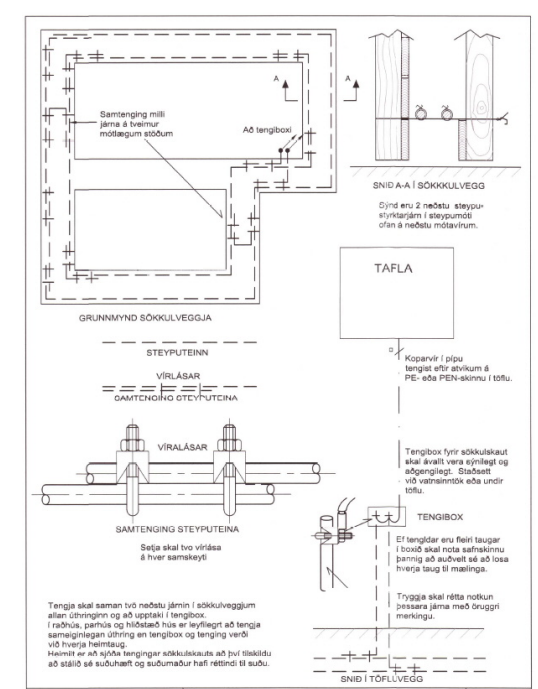 A
A
Samtenging milli
járna á tveimur
mótlægum stöðum
Að tengiboxi
SNIÐ A-A Í SÖKKKULVEGG
Sýnd eru 2 neðstu steypu-
styrktarjárn í steypumóti
ofan á neðstu mótavírum.
GRUNNMYND SÖKKULVEGGJA
STEYPUTEINN
VÍRLÁSAR
SAMTENGING STEYPUTEINA
VÍRALÁSAR
SAMTENGING STEYPUTEINA
Setja skal tvo vírlása
á hver samskeyti
TAFLA
Koparvír í pípu
tengist eftir atvikum á
PE- eða PEN-skinnu í töflu.
Tengibox fyrir sökkulskaut
skal ávallt vera sýnilegt og
aðgengilegt. Staðsett
við vatnsinntök eða undir
töflu.
TENGIBOX
Ef tengldar eru fleiri taugar
í boxið skal nota safnskinnu
þannig að auðvelt sé að losa
hverja taug til mælinga.
Tryggja skal rétta notkun
þessara járna með öruggri
merkingu.
Tengja skal saman tvö neðstu járnin í sökkulveggjum
allan úthringinn og að upptaki í tengibox.
Í raðhús, parhús og hliðstæð hús er leyfilegrt að tengja
sameiginlegan úthring en tengibox og tenging verði
við hverja heimtaug.
Heimilt er að sjóða tengingar sökkulskauts að því tilskildu
að stálið sé suðuhæft og suðumaður hafi réttindi til suðu.
SNIÐ Í TÖFLUVEGG